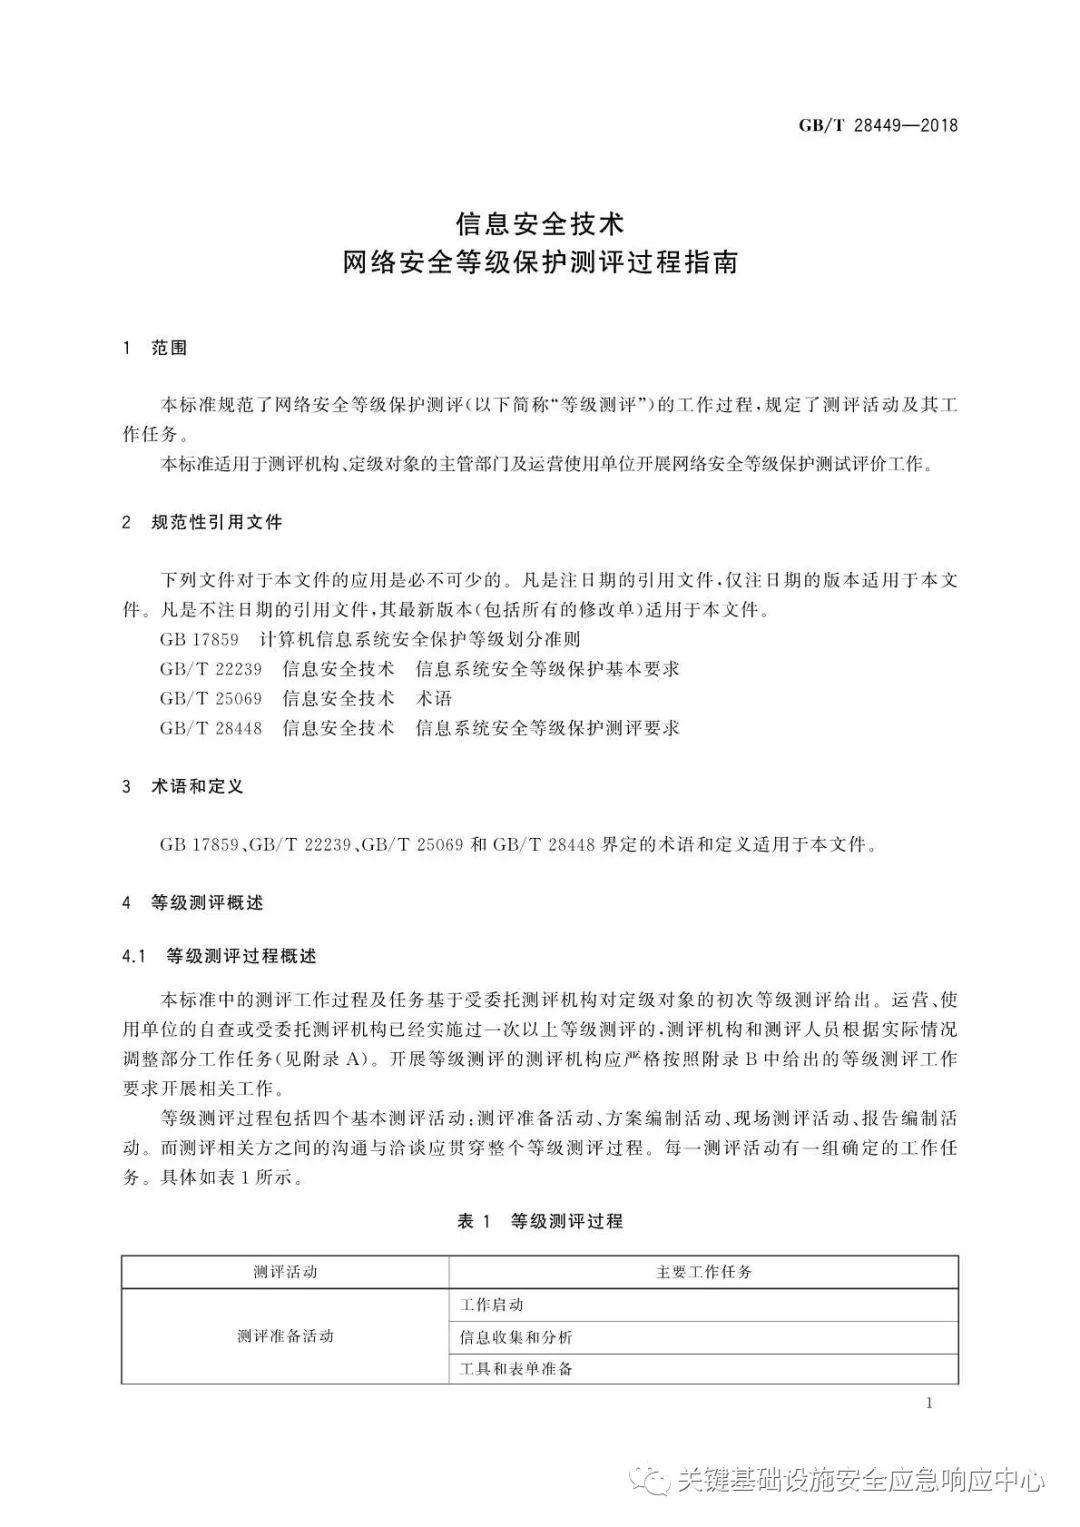 GB/T 28449—2018
信息安全技术
网络安全等级保护测评过程指南
1 范围
本标准规范了网络安全等级保护测评(以下简称“等级测评”)的工作过程,规定了测评活动及其工
作任务。
本标准适用于测评机构、定级对象的主管部门及运营使用单位开展网络安全等级保护测试评价工作。
2 规范性引用文件
下列文件对于本文件的应用是必不可少的。凡是注日期的引用文件,仅注日期的版本适用于本文
件。凡是不注日期的引用文件,其最新版本(包括所有的修改单)适用于本文件。
GB 17859 计算机信息系统安全保护等级划分准则
GB/T 22239 信息安全技术 信息系统安全等级保护基本要求
GB/T 25069 信息安全技术 术语
GB/T 28448 信息安全技术 信息系统安全等级保护测评要求
3 术语和定义
GB 17859、GB/T 22239、GB/T 25069 和 GB/T 28448 界定的术语和定义适用于本文件。
4 等级测评概述
4.1 等级测评过程概述
本标准中的测评工作过程及任务基于受委托测评机构对定级对象的初次等级测评给出。运营、使
用单位的自查或受委托测评机构已经实施过一次以上等级测评的,测评机构和测评人员根据实际情况
调整部分工作任务(见附录 A)。开展等级测评的测评机构应严格按照附录 B 中给出的等级测评工作
要求开展相关工作。
等级测评过程包括四个基本测评活动:测评准备活动、方案编制活动、现场测评活动、报告编制活
动。而测评相关方之间的沟通与洽谈应贯穿整个等级测评过程。每一测评活动有一组确定的工作任
务。具体如表 1 所示。
表 1 等级测评过程
测评活动 主要工作任务
测评准备活动
工作启动
信息收集和分析
工具和表单准备
1
关键基础设施安全应急响应中心